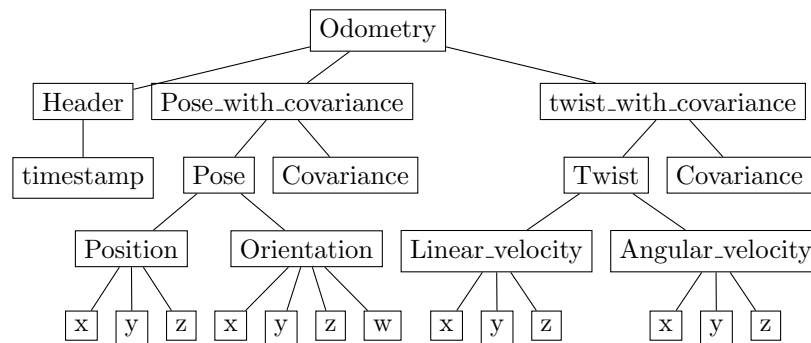 Odometry
Header Pose_with_covariance twist_with_covariance
timestamp Pose Covariance Twist Covariance
Position Orientation Linear_velocity Angular_velocity
x y z x y z w x y z x y z